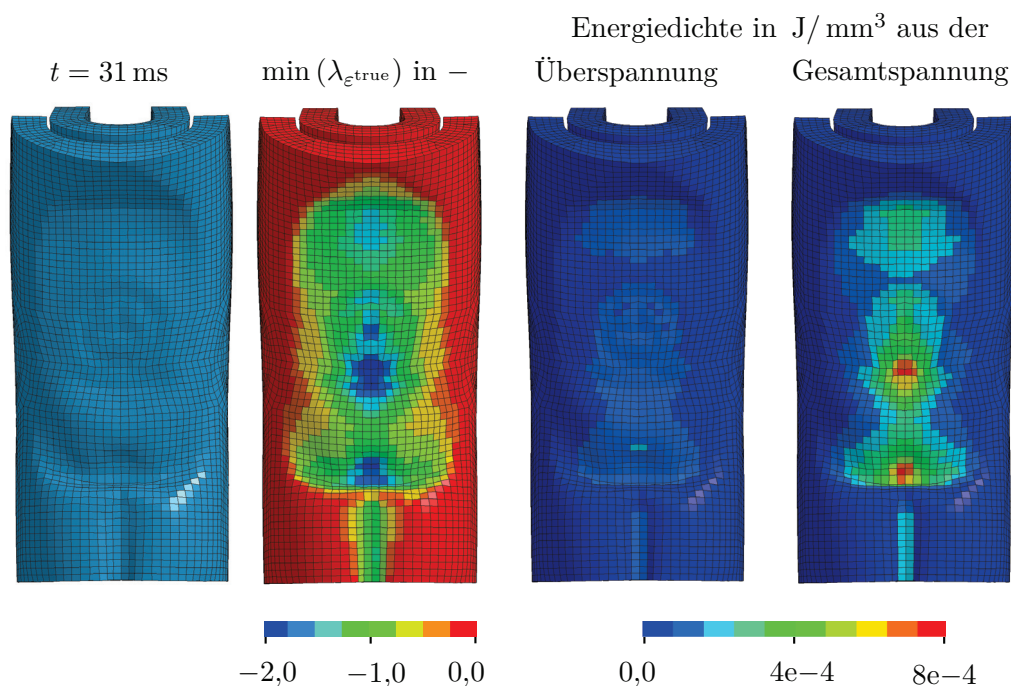 Energiedichte in J/mm³ aus der
t = 31 ms min (λ_ε^true) in − Überspannung Gesamtspannung
−2,0 −1,0 0,0 0,0 4e−4 8e−4